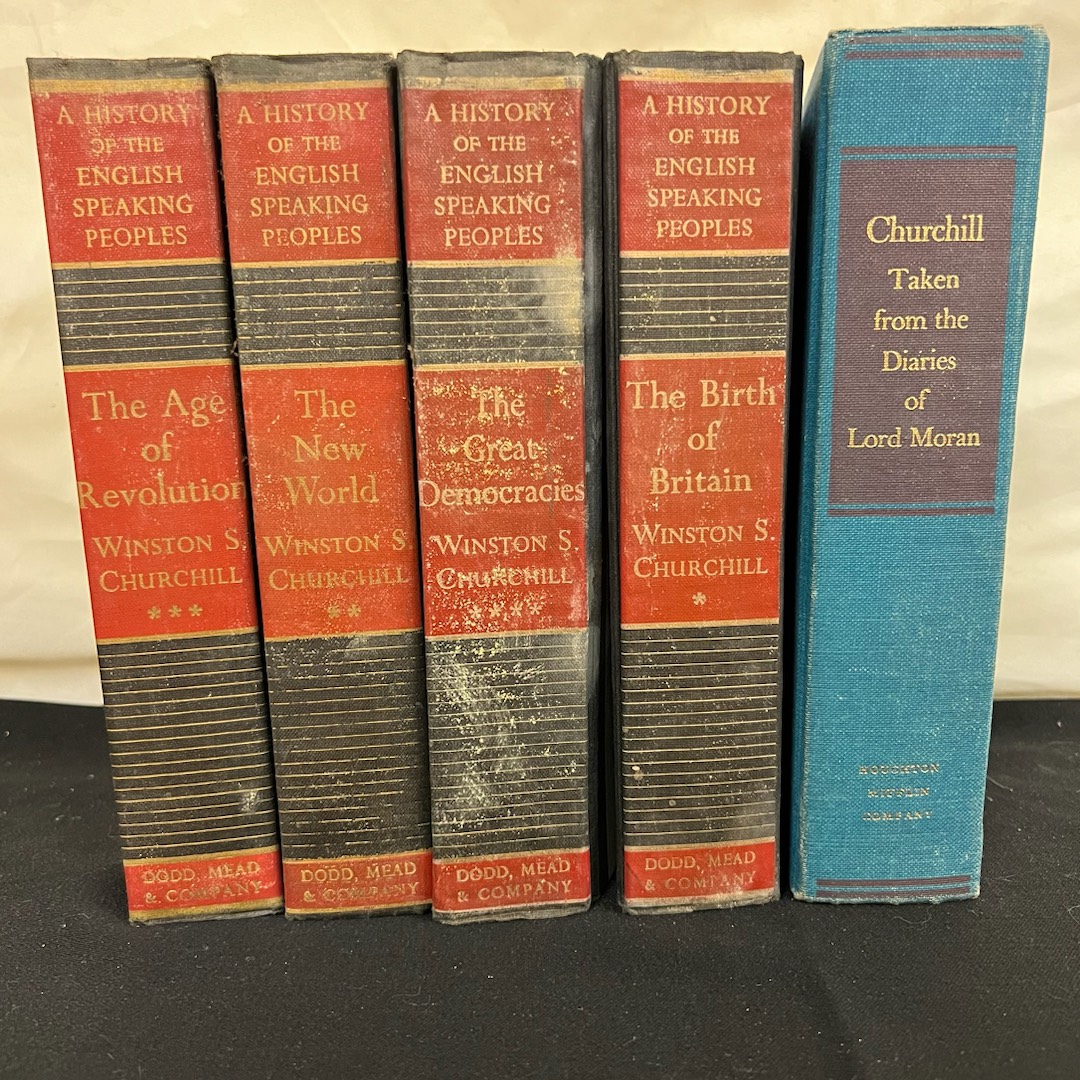 A HISTORY
OF THE
ENGLISH
SPEAKING
PEOPLES
The Age
of
Revolution
WINSTON S.
CHURCHILL
***
DODD, MEAD
& COMPANY
A HISTORY
OF THE
ENGLISH
SPEAKING
PEOPLES
The
New
World
WINSTON S.
CHURCHILL
**
DODD, MEAD
& COMPANY
A HISTORY
OF THE
ENGLISH
SPEAKING
PEOPLES
The
Great
Democracies
WINSTON S.
CHURCHILL
****
DODD, MEAD
& COMPANY
A HISTORY
OF THE
ENGLISH
SPEAKING
PEOPLES
The Birth
of
Britain
WINSTON S.
CHURCHILL
*
DODD, MEAD
& COMPANY
Churchill
Taken
from the
Diaries
of
Lord Moran
HOUGHTON
MIFFLIN
COMPANY